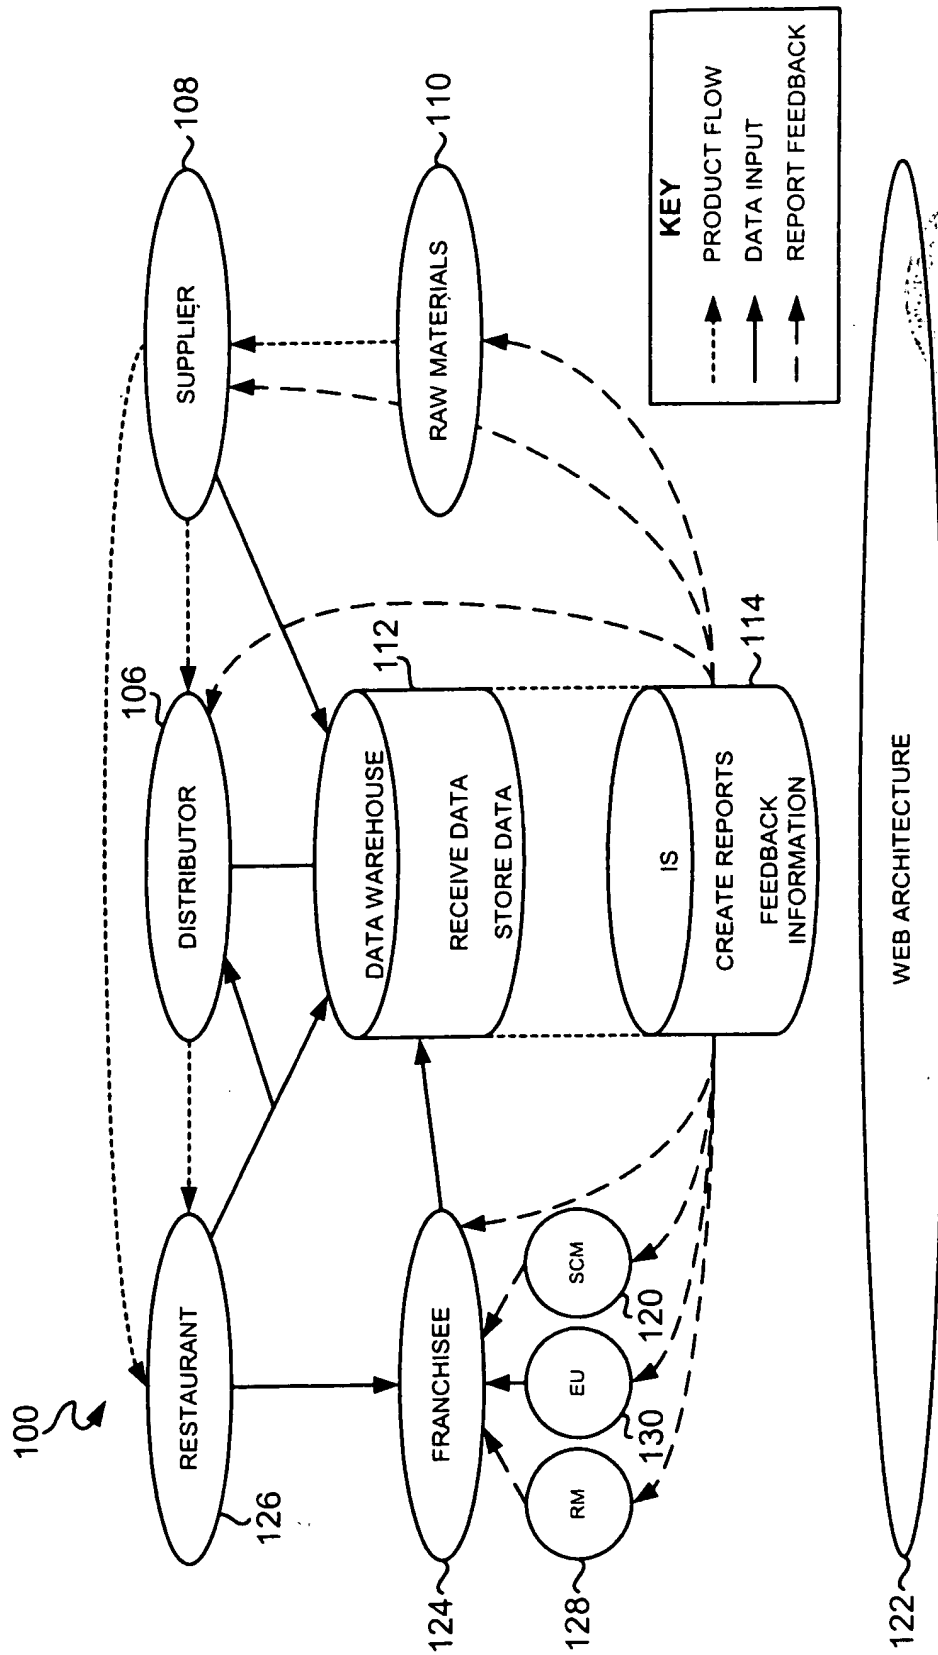 100
RESTAURANT
126
DISTRIBUTOR
106
SUPPLIER
108
FRANCHISEE
124
DATA WAREHOUSE
RECEIVE DATA
STORE DATA
112
RAW MATERIALS
110
RM
128
EU
130
SCM
120
IS
CREATE REPORTS
FEEDBACK
INFORMATION
114
KEY
PRODUCT FLOW
DATA INPUT
REPORT FEEDBACK
WEB ARCHITECTURE
122